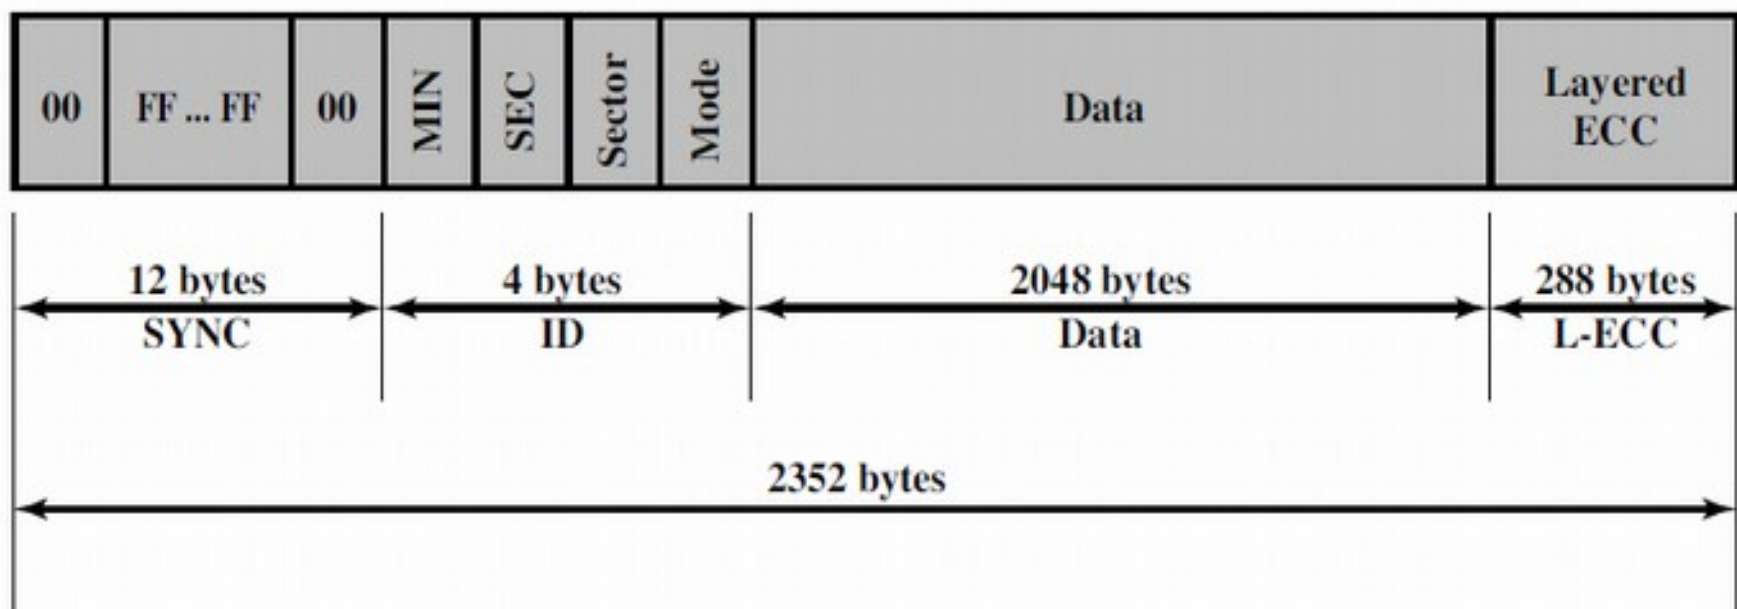 00 FF ... FF 00 MIN SEC Sector Mode Data Layered
ECC
12 bytes 4 bytes 2048 bytes 288 bytes
SYNC ID Data L-ECC
2352 bytes